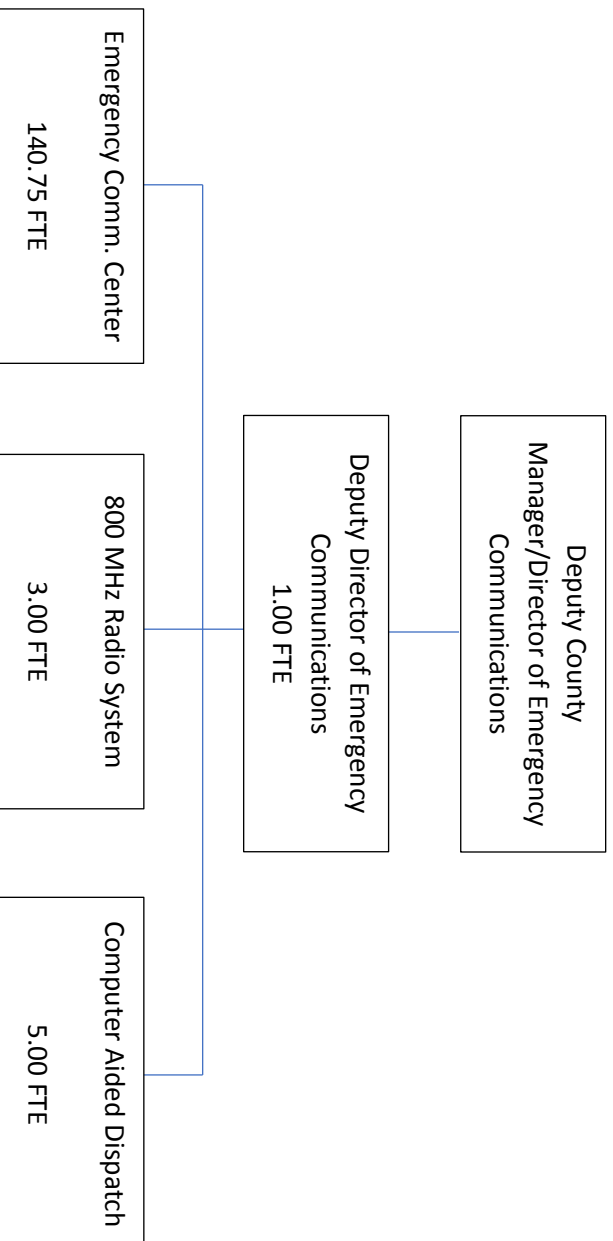 Deputy County
Manager/Director of Emergency
Communications
Deputy Director of Emergency
Communications
1.00 FTE
Emergency Comm. Center
140.75 FTE
800 MHz Radio System
3.00 FTE
Computer Aided Dispatch
5.00 FTE